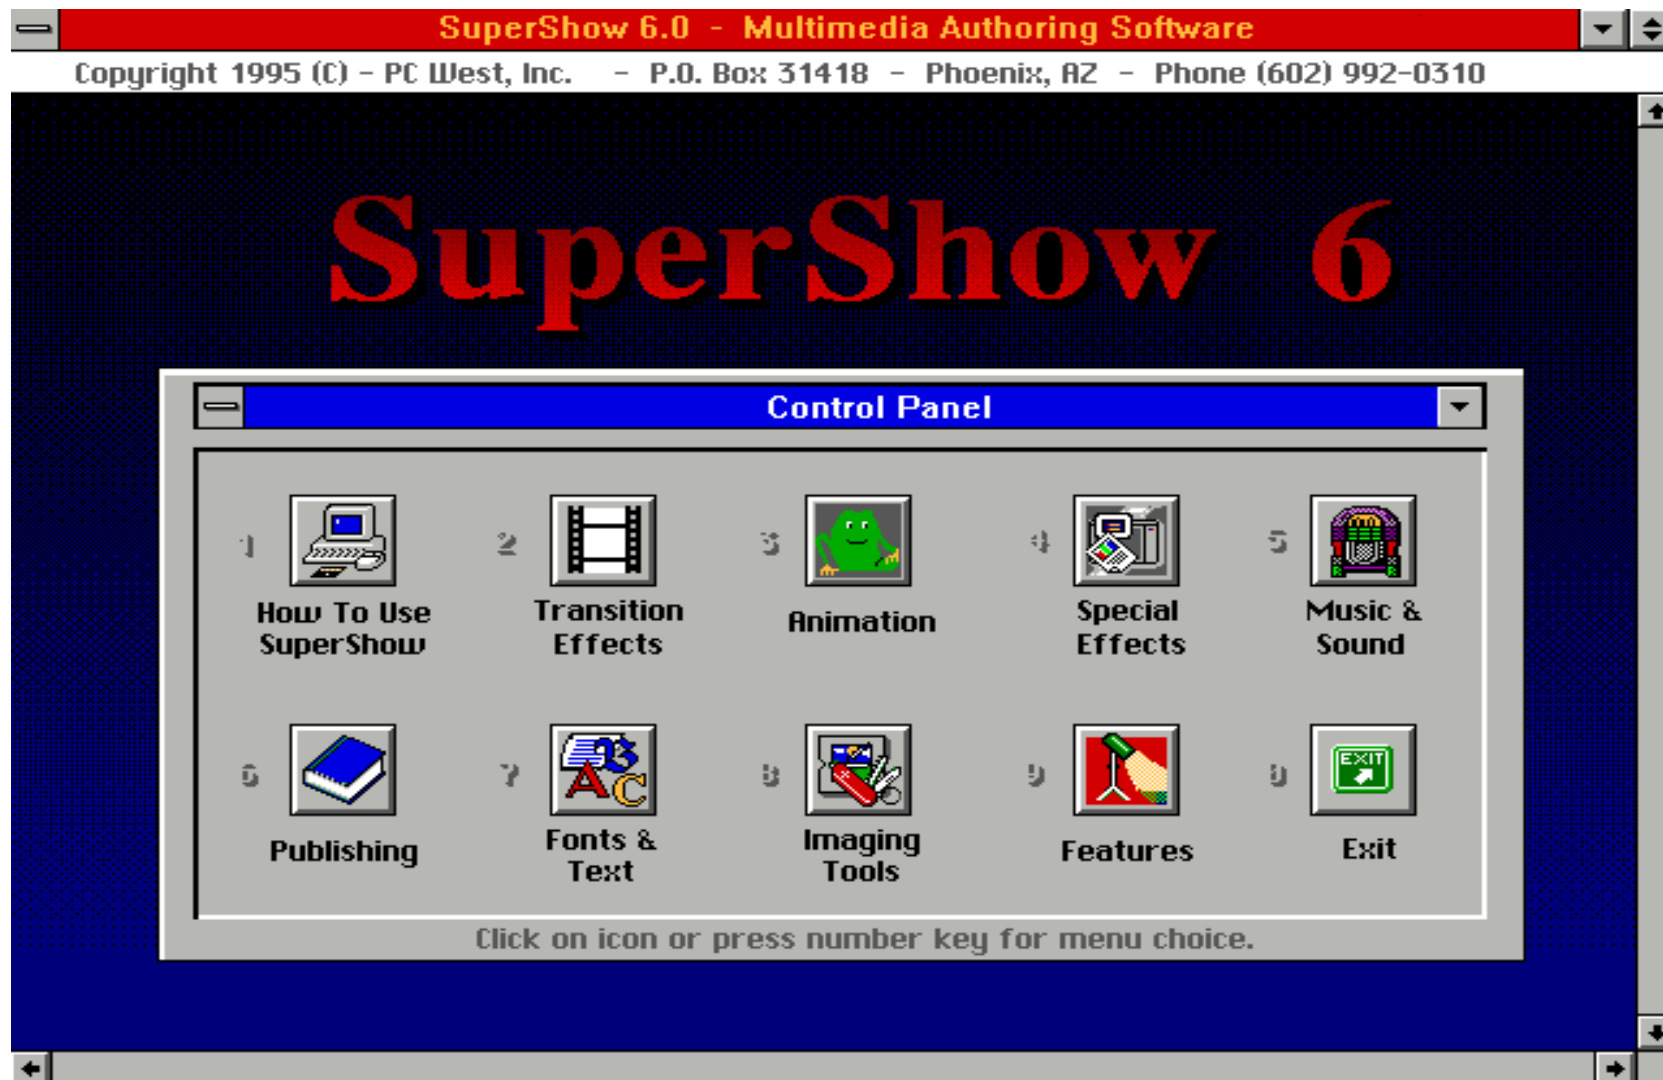 SuperShow 6.0 - Multimedia Authoring Software
Copyright 1995 (C) - PC West, Inc. - P.O. Box 31418 - Phoenix, AZ - Phone (602) 992-0310
SuperShow 6
Control Panel
1 How To Use
SuperShow
2 Transition
Effects
3 Animation
4 Special
Effects
5 Music &
Sound
6 Publishing
7 Fonts &
Text
ABC
8 Imaging
Tools
9 Features
0 Exit
EXIT
Click on icon or press number key for menu choice.